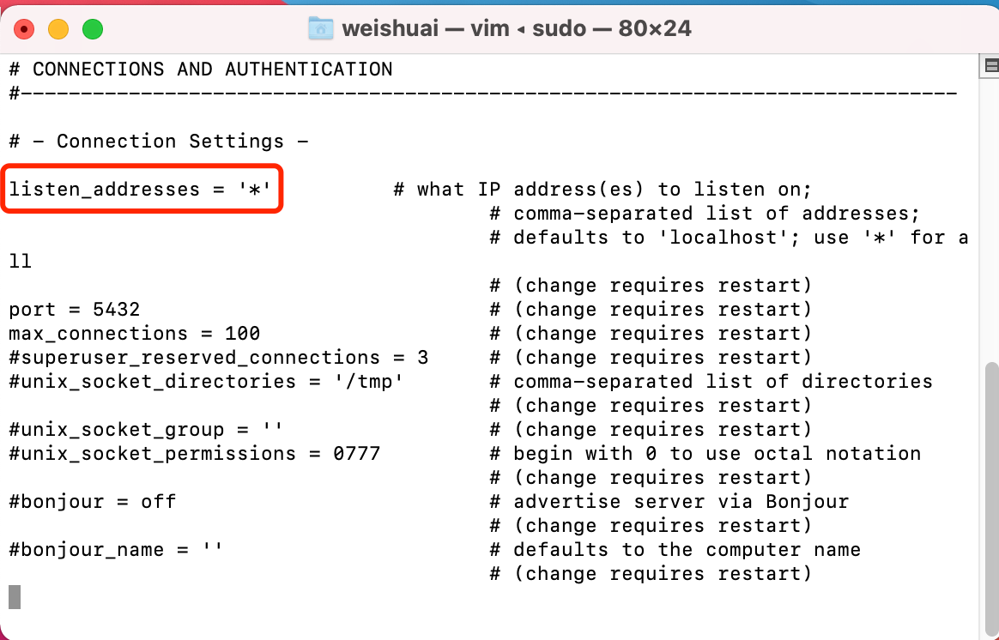 weishuai — vim ◂ sudo — 80×24
# CONNECTIONS AND AUTHENTICATION
#------------------------------------------------------------------------------
# - Connection Settings -
listen_addresses = '*'          # what IP address(es) to listen on;
                                        # comma-separated list of addresses;
                                        # defaults to 'localhost'; use '*' for a
ll
                                        # (change requires restart)
port = 5432                             # (change requires restart)
max_connections = 100                   # (change requires restart)
#superuser_reserved_connections = 3     # (change requires restart)
#unix_socket_directories = '/tmp'       # comma-separated list of directories
                                        # (change requires restart)
#unix_socket_group = ''                 # (change requires restart)
#unix_socket_permissions = 0777         # begin with 0 to use octal notation
                                        # (change requires restart)
#bonjour = off                          # advertise server via Bonjour
                                        # (change requires restart)
#bonjour_name = ''                      # defaults to the computer name
                                        # (change requires restart)